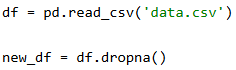 df = pd.read_csv('data.csv')
new_df = df.dropna()